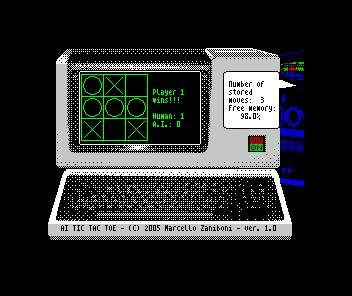 Player 1
Wins!!!
Human: 1
A.I.: 0
Number of
stored
moves: 3
Free memory:
98.0%
ON
AI TIC TAC TOE - (C) 2005 Marcello Zaniboni - ver. 1.0